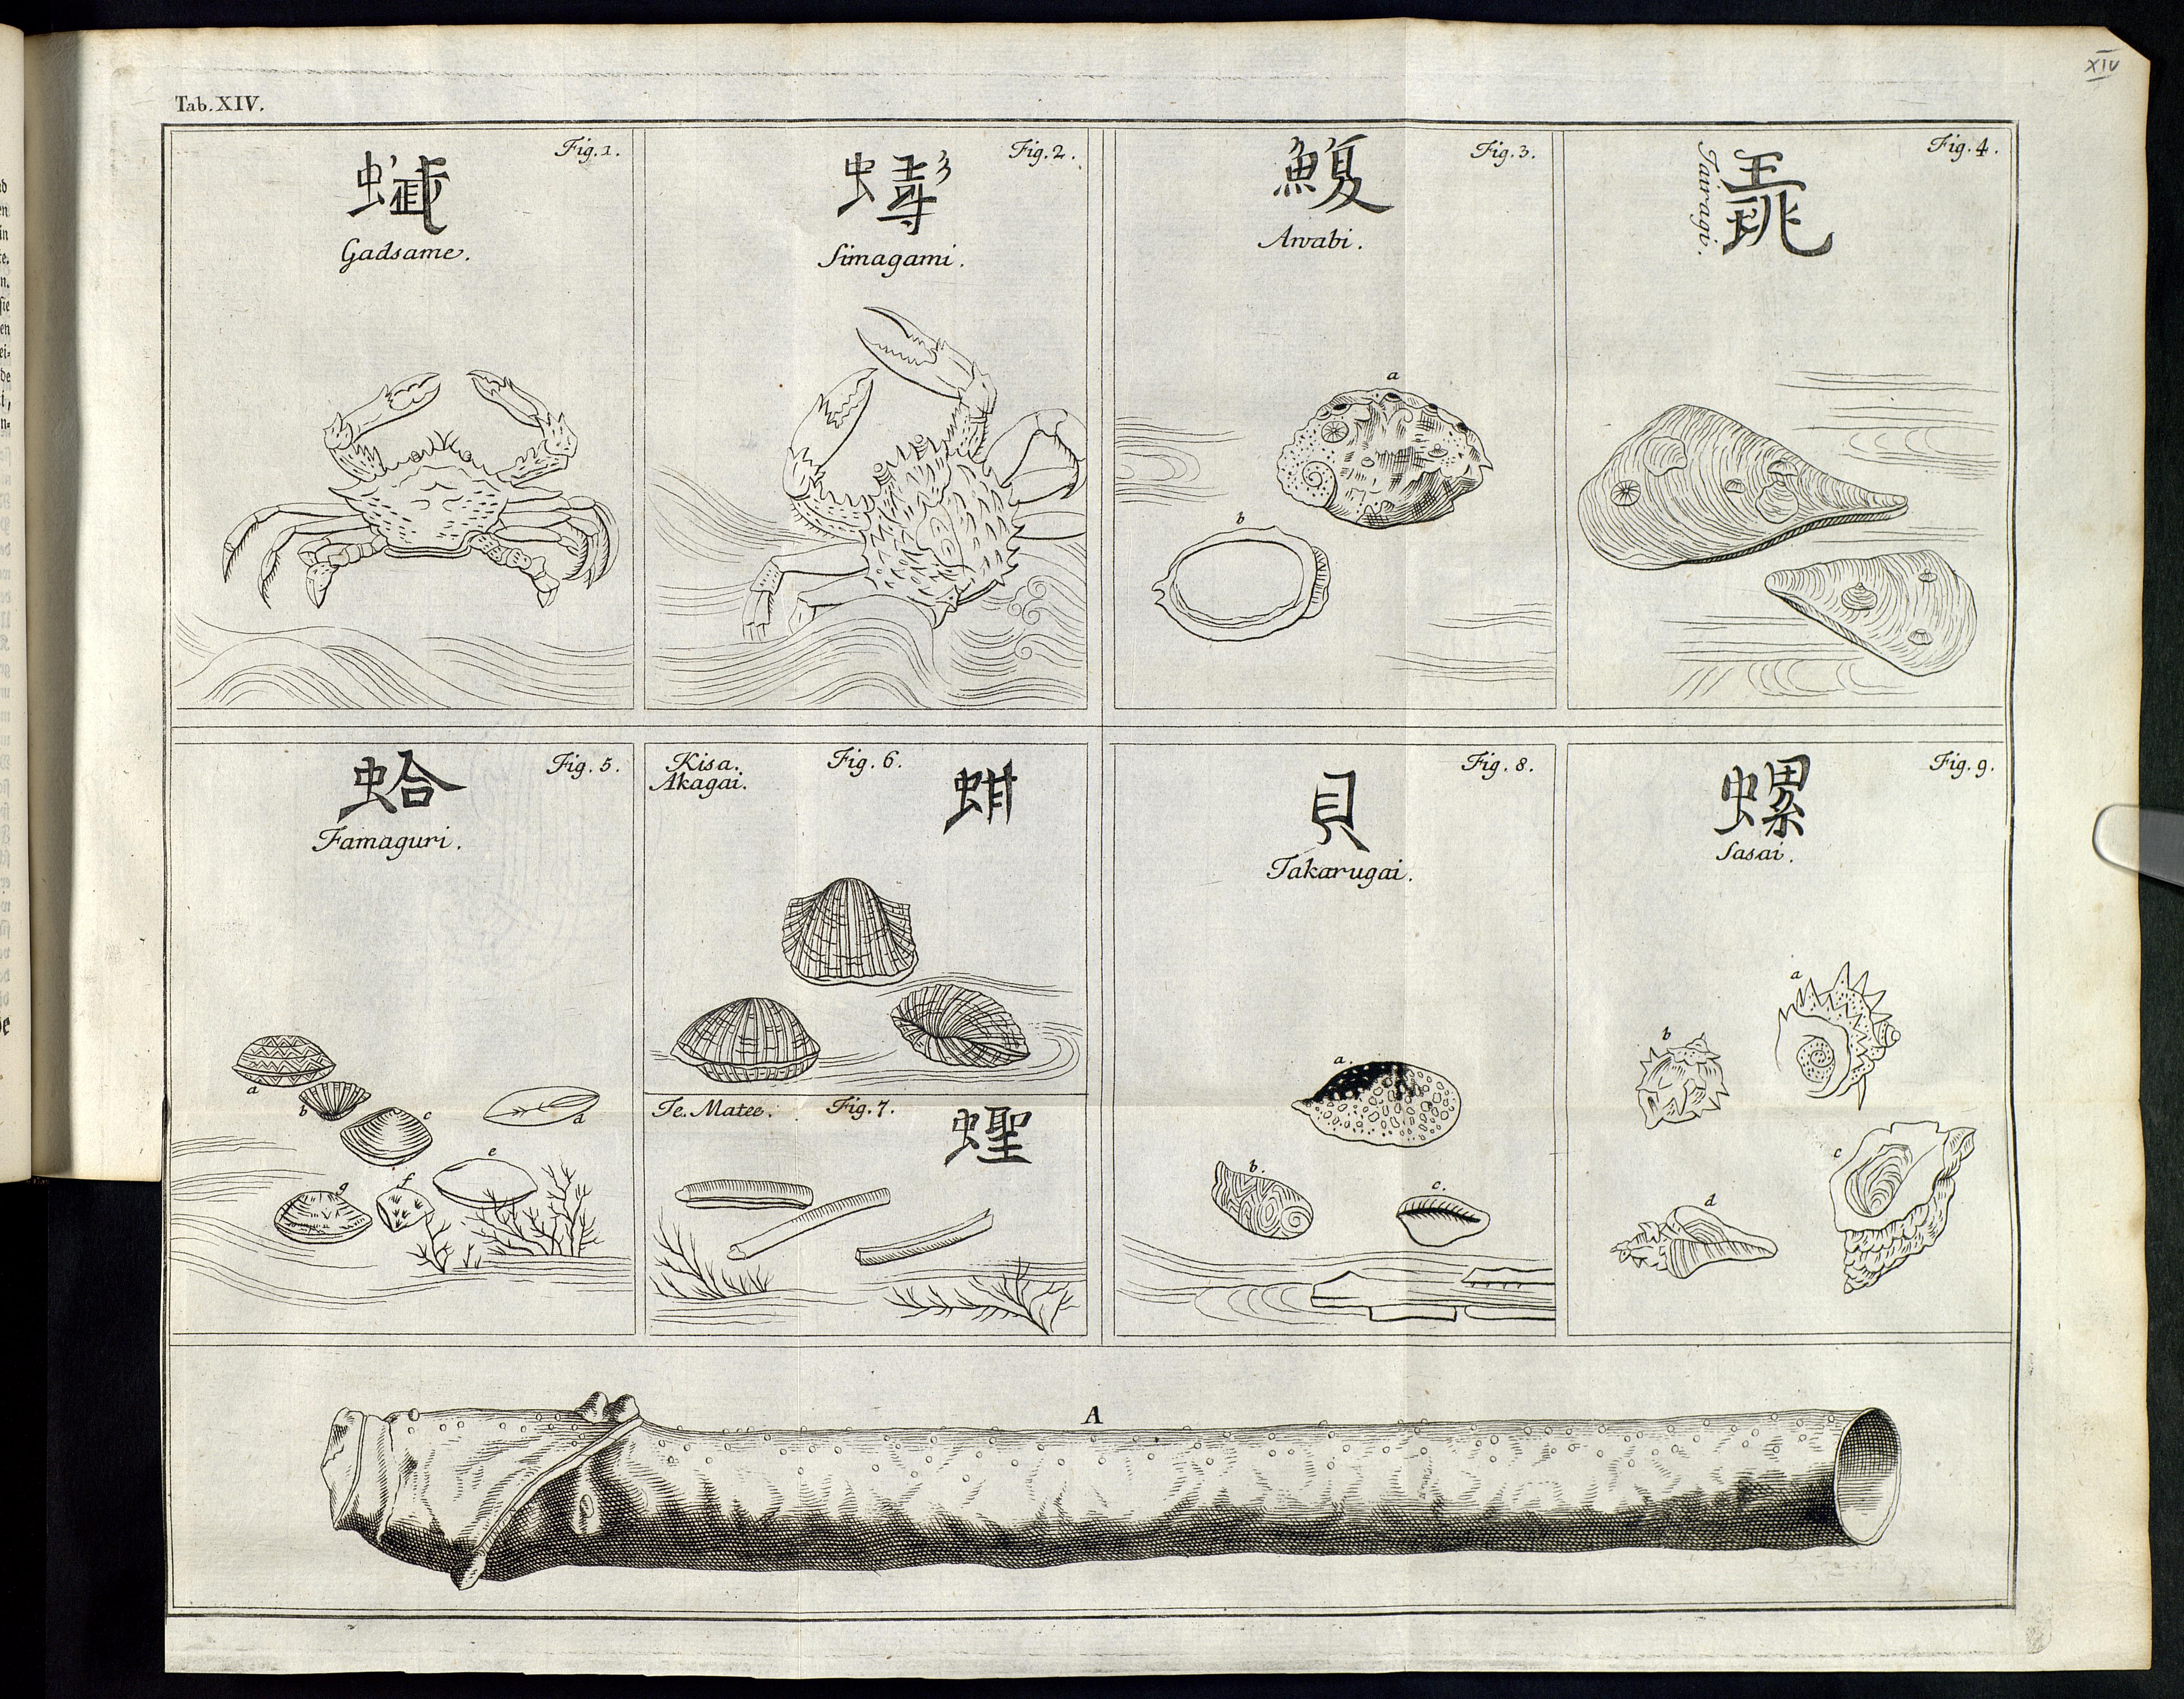 XIV
Tab. XIV.
Fig. 1.
Gadsame.
Fig. 2.
蟳
Simagami.
Fig. 3.
鰒
Awabi.
a
b
Fig. 4.
Tairagi.
Fig. 5.
蛤
Famaguri.
a
b
c
d
e
f
g
Kisa.
Akagai.
Fig. 6.
蚶
Te. Matee.
Fig. 7.
蟶
Fig. 8.
貝
Takarugai.
a.
b.
c.
Fig. 9.
螺
Sasai.
a
b
c
d
A